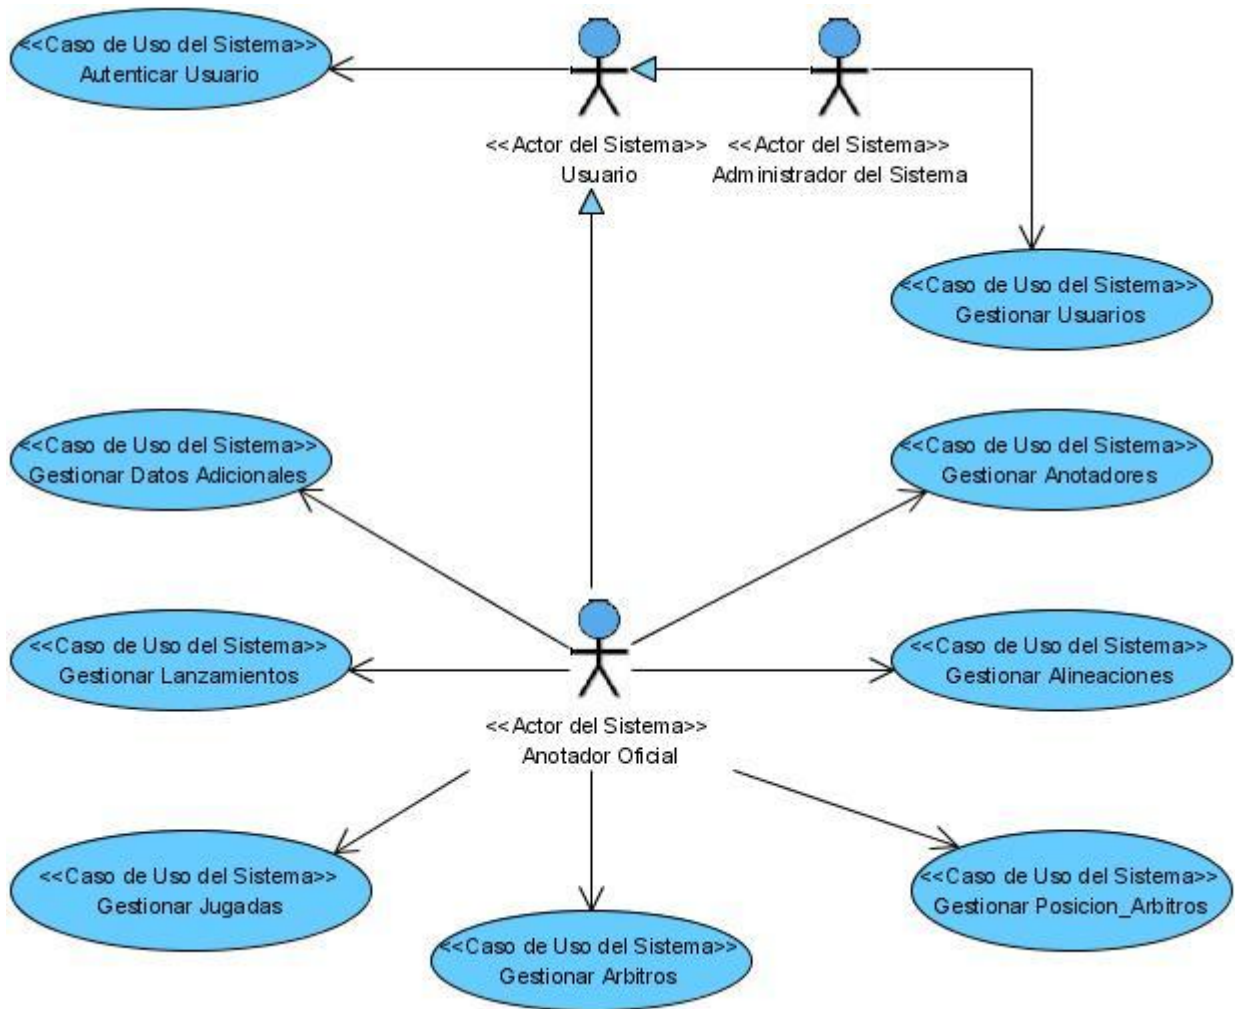 <<Caso de Uso del Sistema>>
Autenticar Usuario
<<Actor del Sistema>>
Usuario
<<Actor del Sistema>>
Administrador del Sistema
<<Caso de Uso del Sistema>>
Gestionar Usuarios
<<Caso de Uso del Sistema>>
Gestionar Datos Adicionales
<<Caso de Uso del Sistema>>
Gestionar Anotadores
<<Caso de Uso del Sistema>>
Gestionar Lanzamientos
<<Caso de Uso del Sistema>>
Gestionar Alineaciones
<<Actor del Sistema>>
Anotador Oficial
<<Caso de Uso del Sistema>>
Gestionar Jugadas
<<Caso de Uso del Sistema>>
Gestionar Arbitros
<<Caso de Uso del Sistema>>
Gestionar Posicion_Arbitros